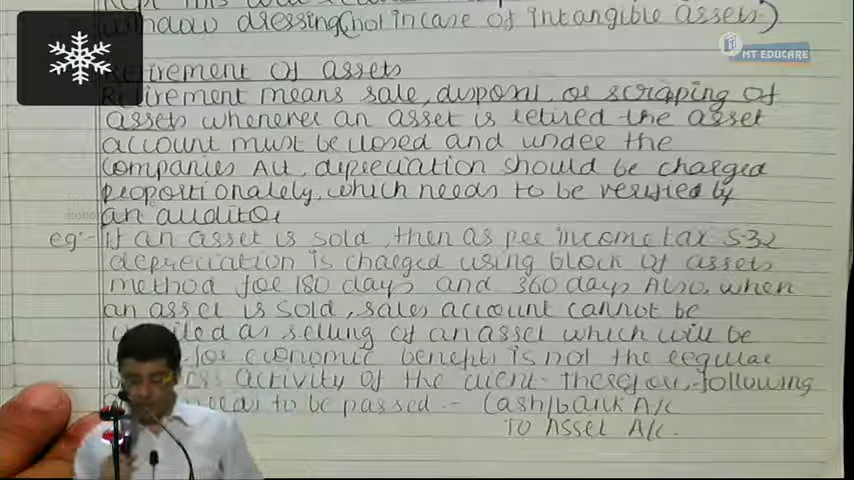 window dressing(not in case of intangible assets.)
MT EDUCARE
Retirement of assets
Retirement means sale, disposal, or scraping of
assets whenever an asset is retired the asset
account must be closed and under the
companies Act, depreciation should be charged
proportionately, which needs to be verified by
an auditor
eg:- if an asset is sold, then as per income tax S-32
depreciation is charged using block of assets
method for 180 days and 360 days Also, when
an asset is sold, sales account cannot be
as selling of an asset which will be
for economic benefits is not the regular
activity of the client. Therefore, following
needs to be passed. - Cash/bank A/c
TO Asset A/c.